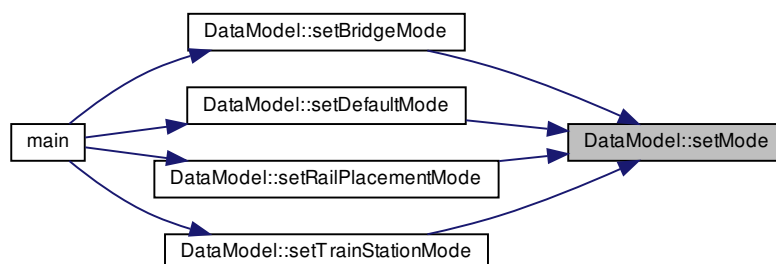 DataModel::setBridgeMode
DataModel::setDefaultMode
main
DataModel::setMode
DataModel::setRailPlacementMode
DataModel::setTrainStationMode